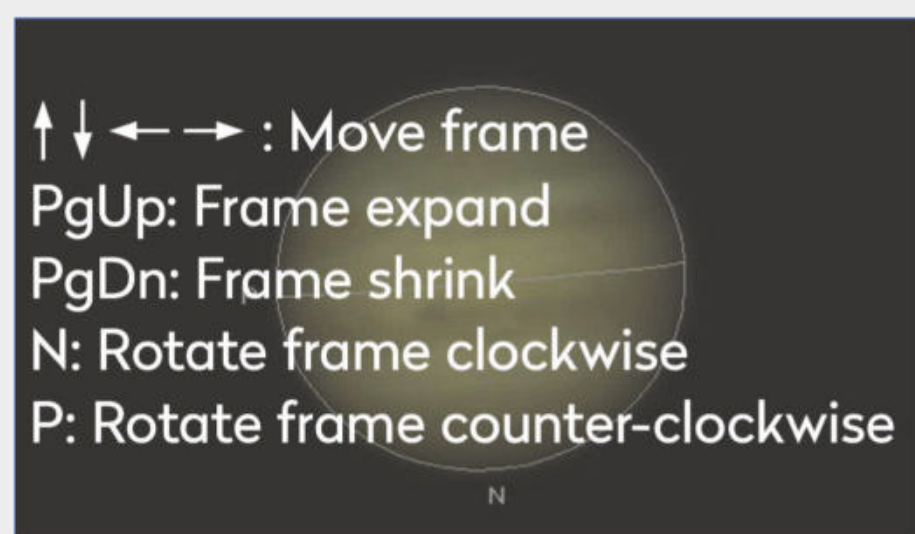 ↑ ↓ ← → : Move frame
PgUp: Frame expand
PgDn: Frame shrink
N: Rotate frame clockwise
P: Rotate frame counter-clockwise
N